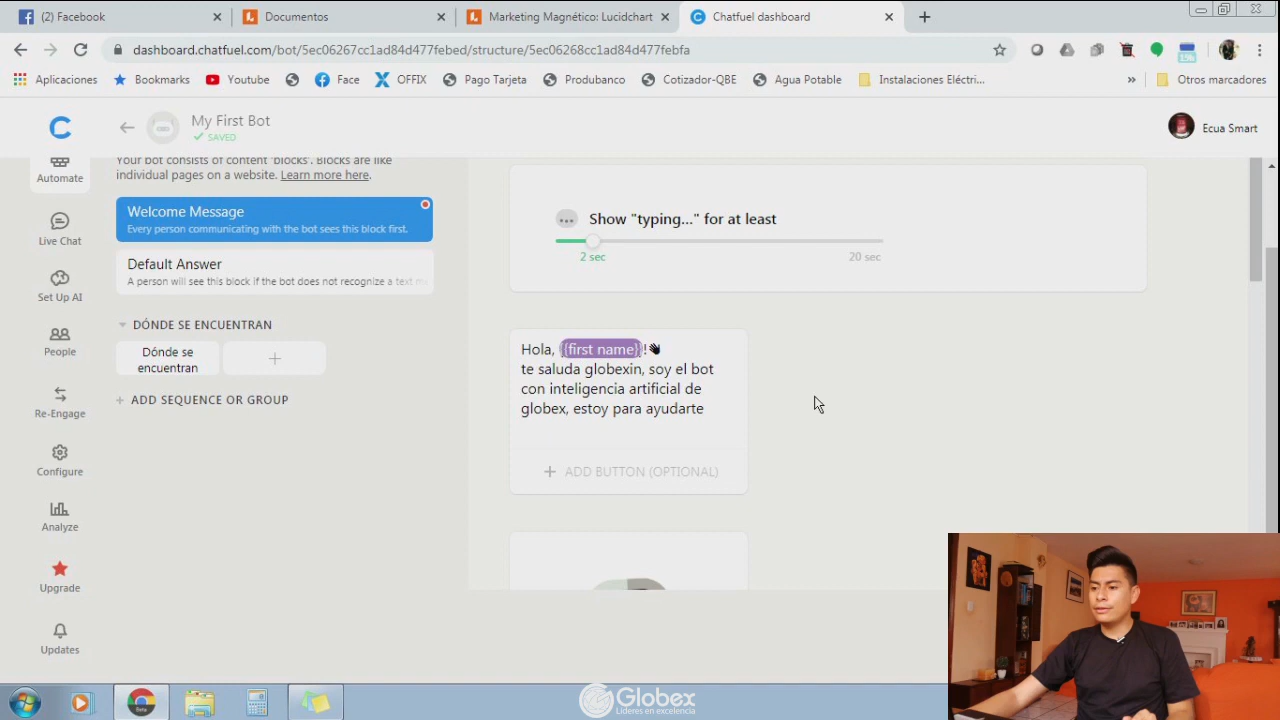 (2) Facebook
Documentos
Marketing Magnético: Lucidchart
Chatfuel dashboard
dashboard.chatfuel.com/bot/5ec06267cc1ad84d477febed/structure/5ec06268cc1ad84d477febfa
Aplicaciones
Bookmarks
Youtube
Face
OFFIX
Pago Tarjeta
Produbanco
Cotizador-QBE
Agua Potable
Instalaciones Eléctri...
»
Otros marcadores
My First Bot
SAVED
Ecua Smart
Automate
Live Chat
Set Up AI
People
Re-Engage
Configure
Analyze
Upgrade
Updates
Your bot consists of content 'blocks'. Blocks are like
individual pages on a website. Learn more here.
Welcome Message
Every person communicating with the bot sees this block first.
Default Answer
A person will see this block if the bot does not recognize a text m
DÓNDE SE ENCUENTRAN
Dónde se
encuentran
+
+ ADD SEQUENCE OR GROUP
Show "typing..." for at least
2 sec
20 sec
Hola, {{first name}}!
te saluda globexin, soy el bot
con inteligencia artificial de
globex, estoy para ayudarte
+ ADD BUTTON (OPTIONAL)
Globex
Líderes en excelencia